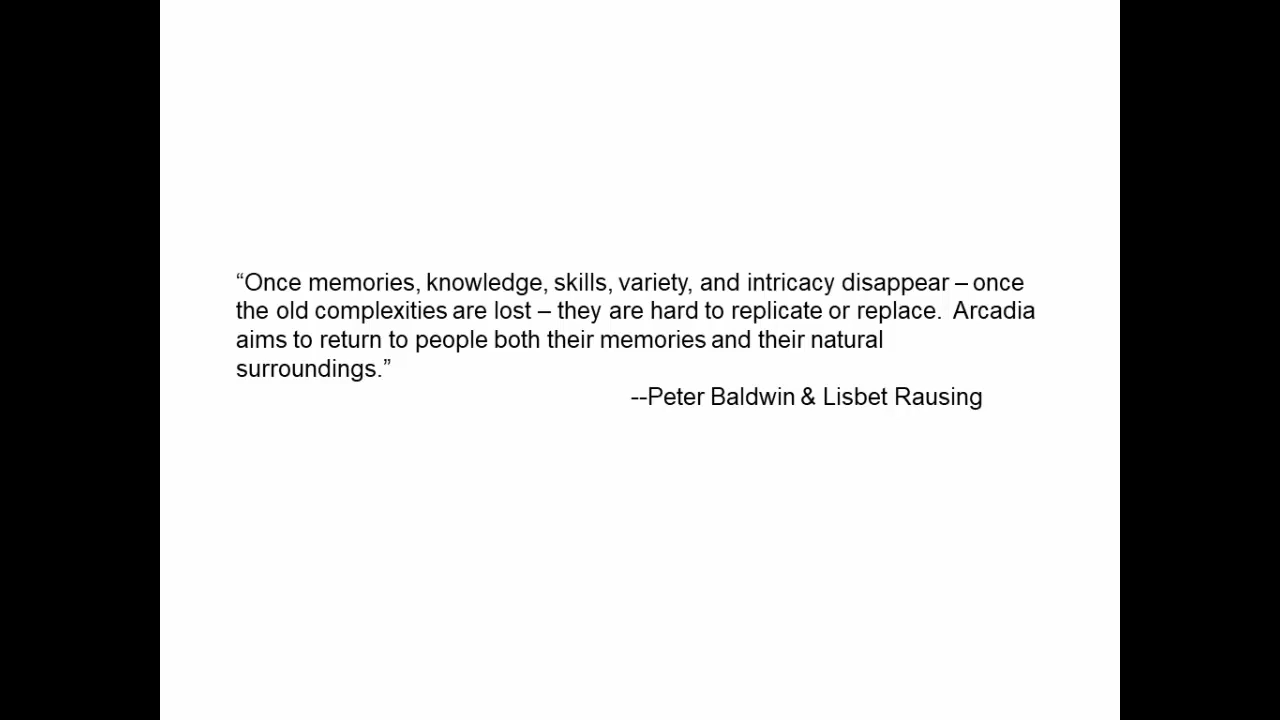 “Once memories, knowledge, skills, variety, and intricacy disappear – once
the old complexities are lost – they are hard to replicate or replace.  Arcadia
aims to return to people both their memories and their natural
surroundings.”
--Peter Baldwin & Lisbet Rausing